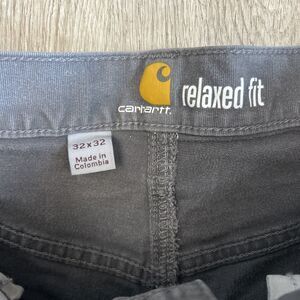 carhartt.
relaxed fit
32x32
Made in
Colombia